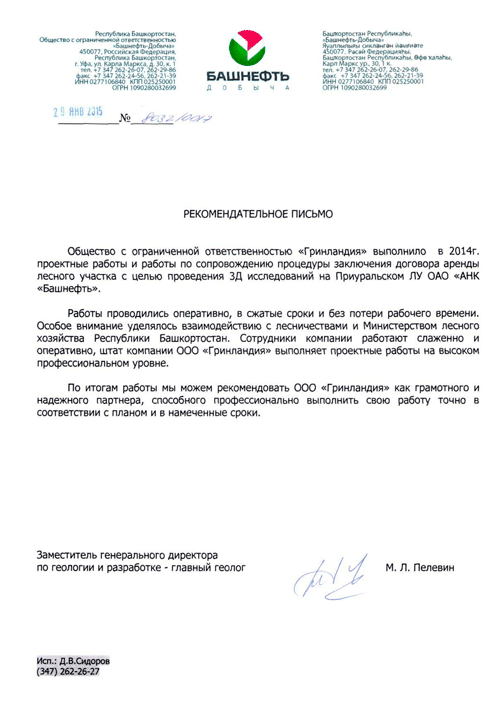 Республика Башкортостан,
Общество с ограниченной ответственностью
«Башнефть-Добыча»
450077, Российская Федерация,
Республика Башкортостан,
г. Уфа, ул. Карла Маркса, д. 30, к. 1
тел. +7 347 262-26-07, 262-29-86
факс +7 347 262-24-56, 262-21-39
ИНН 0277106840 КПП 025250001
ОГРН 1090280032699
БАШНЕФТЬ
ДОБЫЧА
Башҡортостан Республикаһы,
«Башнефть-Добыча»
Яуаплылығы сикләнгән йәмғиәте
450077, Рәсәй Федерацияһы,
Башҡортостан Республикаһы, Өфө ҡалаһы,
Карл Маркс ур., 30, 1 к.
тел. +7 347 262-26-07, 262-29-86
факс +7 347 262-24-56, 262-21-39
ИНН 0277106840 КПП 025250001
ОГРН 1090280032699
29 ЯНВ 2015 №
РЕКОМЕНДАТЕЛЬНОЕ ПИСЬМО
Общество с ограниченной ответственностью «Гринландия» выполнило в 2014г.
проектные работы и работы по сопровождению процедуры заключения договора аренды
лесного участка с целью проведения 3Д исследований на Приуральском ЛУ ОАО «АНК
«Башнефть».
Работы проводились оперативно, в сжатые сроки и без потери рабочего времени.
Особое внимание уделялось взаимодействию с лесничествами и Министерством лесного
хозяйства Республики Башкортостан. Сотрудники компании работают слаженно и
оперативно, штат компании ООО «Гринландия» выполняет проектные работы на высоком
профессиональном уровне.
По итогам работы мы можем рекомендовать ООО «Гринландия» как грамотного и
надежного партнера, способного профессионально выполнить свою работу точно в
соответствии с планом и в намеченные сроки.
Заместитель генерального директора
по геологии и разработке - главный геолог М. Л. Пелевин
Исп.: Д.В.Сидоров
(347) 262-26-27